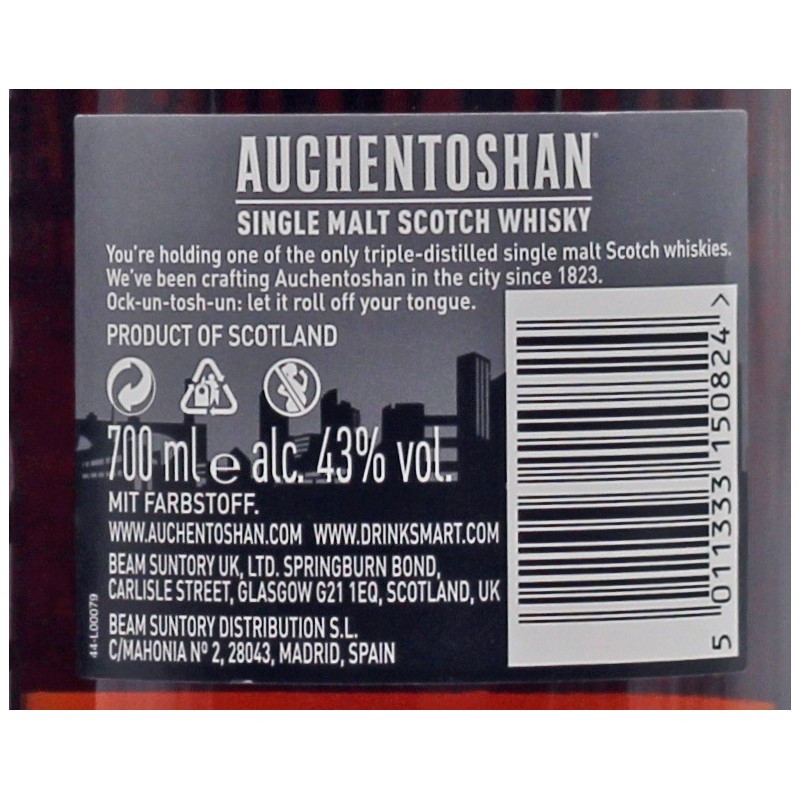 AUCHENTOSHAN
SINGLE MALT SCOTCH WHISKY
You're holding one of the only triple-distilled single malt Scotch whiskies.
We've been crafting Auchentoshan in the city since 1823.
Ock-un-tosh-un: let it roll off your tongue.
PRODUCT OF SCOTLAND
700 ml e alc. 43% vol.
MIT FARBSTOFF.
WWW.AUCHENTOSHAN.COM WWW.DRINKSMART.COM
BEAM SUNTORY UK, LTD. SPRINGBURN BOND,
CARLISLE STREET, GLASGOW G21 1EQ, SCOTLAND, UK
BEAM SUNTORY DISTRIBUTION S.L.
C/MAHONIA Nº 2, 28043, MADRID, SPAIN
44-L00079
5 011333 150824 >